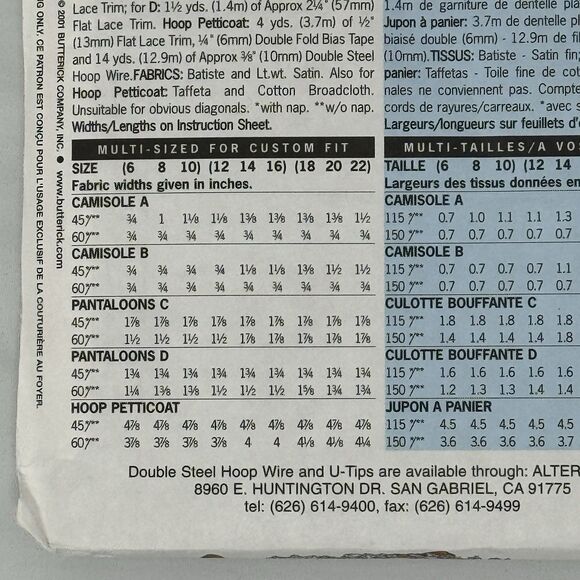 Lace Trim; for D: 1½ yds. (1.4m) of Approx 2¼" (57mm)
Flat Lace Trim. Hoop Petticoat: 4 yds. (3.7m) of ½"
(13mm) Flat Lace Trim, ¼" (6mm) Double Fold Bias Tape
and 14 yds. (12.9m) of Approx ⅜" (10mm) Double Steel
Hoop Wire.FABRICS: Batiste and Lt.wt. Satin. Also for
Hoop Petticoat: Taffeta and Cotton Broadcloth.
Unsuitable for obvious diagonals. *with nap. **w/o nap.
Widths/Lengths on Instruction Sheet.
MULTI-SIZED FOR CUSTOM FIT
SIZE (6 8 10) (12 14 16) (18 20 22)
Fabric widths given in inches.
CAMISOLE A
45*/** ¾ 1 1⅛ 1⅛ 1⅜ 1⅜ 1⅜ 1⅜ 1½
60*/** ¾ ¾ ¾ ¾ ¾ ¾ ¾ ¾ ¾
CAMISOLE B
45*/** ¾ ¾ ¾ ¾ 1⅛ 1⅛ 1⅜ 1½ 1½
60*/** ¾ ¾ ¾ ¾ ¾ ¾ ¾ ¾ ¾
PANTALOONS C
45*/** 1⅞ 1⅞ 1⅞ 1⅞ 1⅞ 1⅞ 1⅞ 1⅞ 1⅞
60*/** 1½ 1½ 1½ 1½ 1⅞ 1⅞ 1⅞ 1⅞ 1⅞
PANTALOONS D
45*/** 1¾ 1¾ 1¾ 1¾ 1¾ 1¾ 1¾ 1¾ 1¾
60*/** 1¼ 1⅜ 1⅜ 1½ 1½ 1⅞ 1⅝ 1¾ 1¾
HOOP PETTICOAT
45*/** 4⅞ 4⅞ 4⅞ 4⅞ 4⅞ 4⅞ 4⅞ 4⅞ 4⅞
60*/** 3⅞ 3⅞ 3⅞ 3⅞ 4 4 4⅛ 4⅛ 4¼
1.4m de garniture de dentelle
Jupon à panier: 3.7m de dentelle
biaisé double (6mm) - 12.9m de
(10mm).TISSUS: Batiste - Satin
panier: Taffetas - Toile fine de
nales ne conviennent pas. Compte
cords de rayures/carreaux. *avec
Largeurs/longueurs sur feuillets
MULTI-TAILLES/A
TAILLE (6 8 10) (12 14
Largeurs des tissus données en
CAMISOLE A
115*/** 0.7 1.0 1.1 1.1 1.3
150*/** 0.7 0.7 0.7 0.7 0.7
CAMISOLE B
115*/** 0.7 0.7 0.7 0.7 1.1
150*/** 0.7 0.7 0.7 0.7 0.7
CULOTTE BOUFFANTE C
115*/** 1.8 1.8 1.8 1.8 1.8
150*/** 1.4 1.4 1.4 1.4 1.8
CULOTTE BOUFFANTE D
115*/** 1.6 1.6 1.6 1.6 1.6
150*/** 1.2 1.3 1.3 1.4 1.4
JUPON A PANIER
115*/** 4.5 4.5 4.5 4.5 4.5
150*/** 3.6 3.6 3.6 3.6 3.7
Double Steel Hoop Wire and U-Tips are available through: ALTER
8960 E. HUNTINGTON DR. SAN GABRIEL, CA 91775
tel: (626) 614-9400, fax: (626) 614-9499
© 2001 BUTTERICK COMPANY, INC. ● www.butterick.com
ONLY. CE PATRON EST CONÇU POUR L'USAGE EXCLUSIF DE LA COUTURIÈRE AU FOYER.